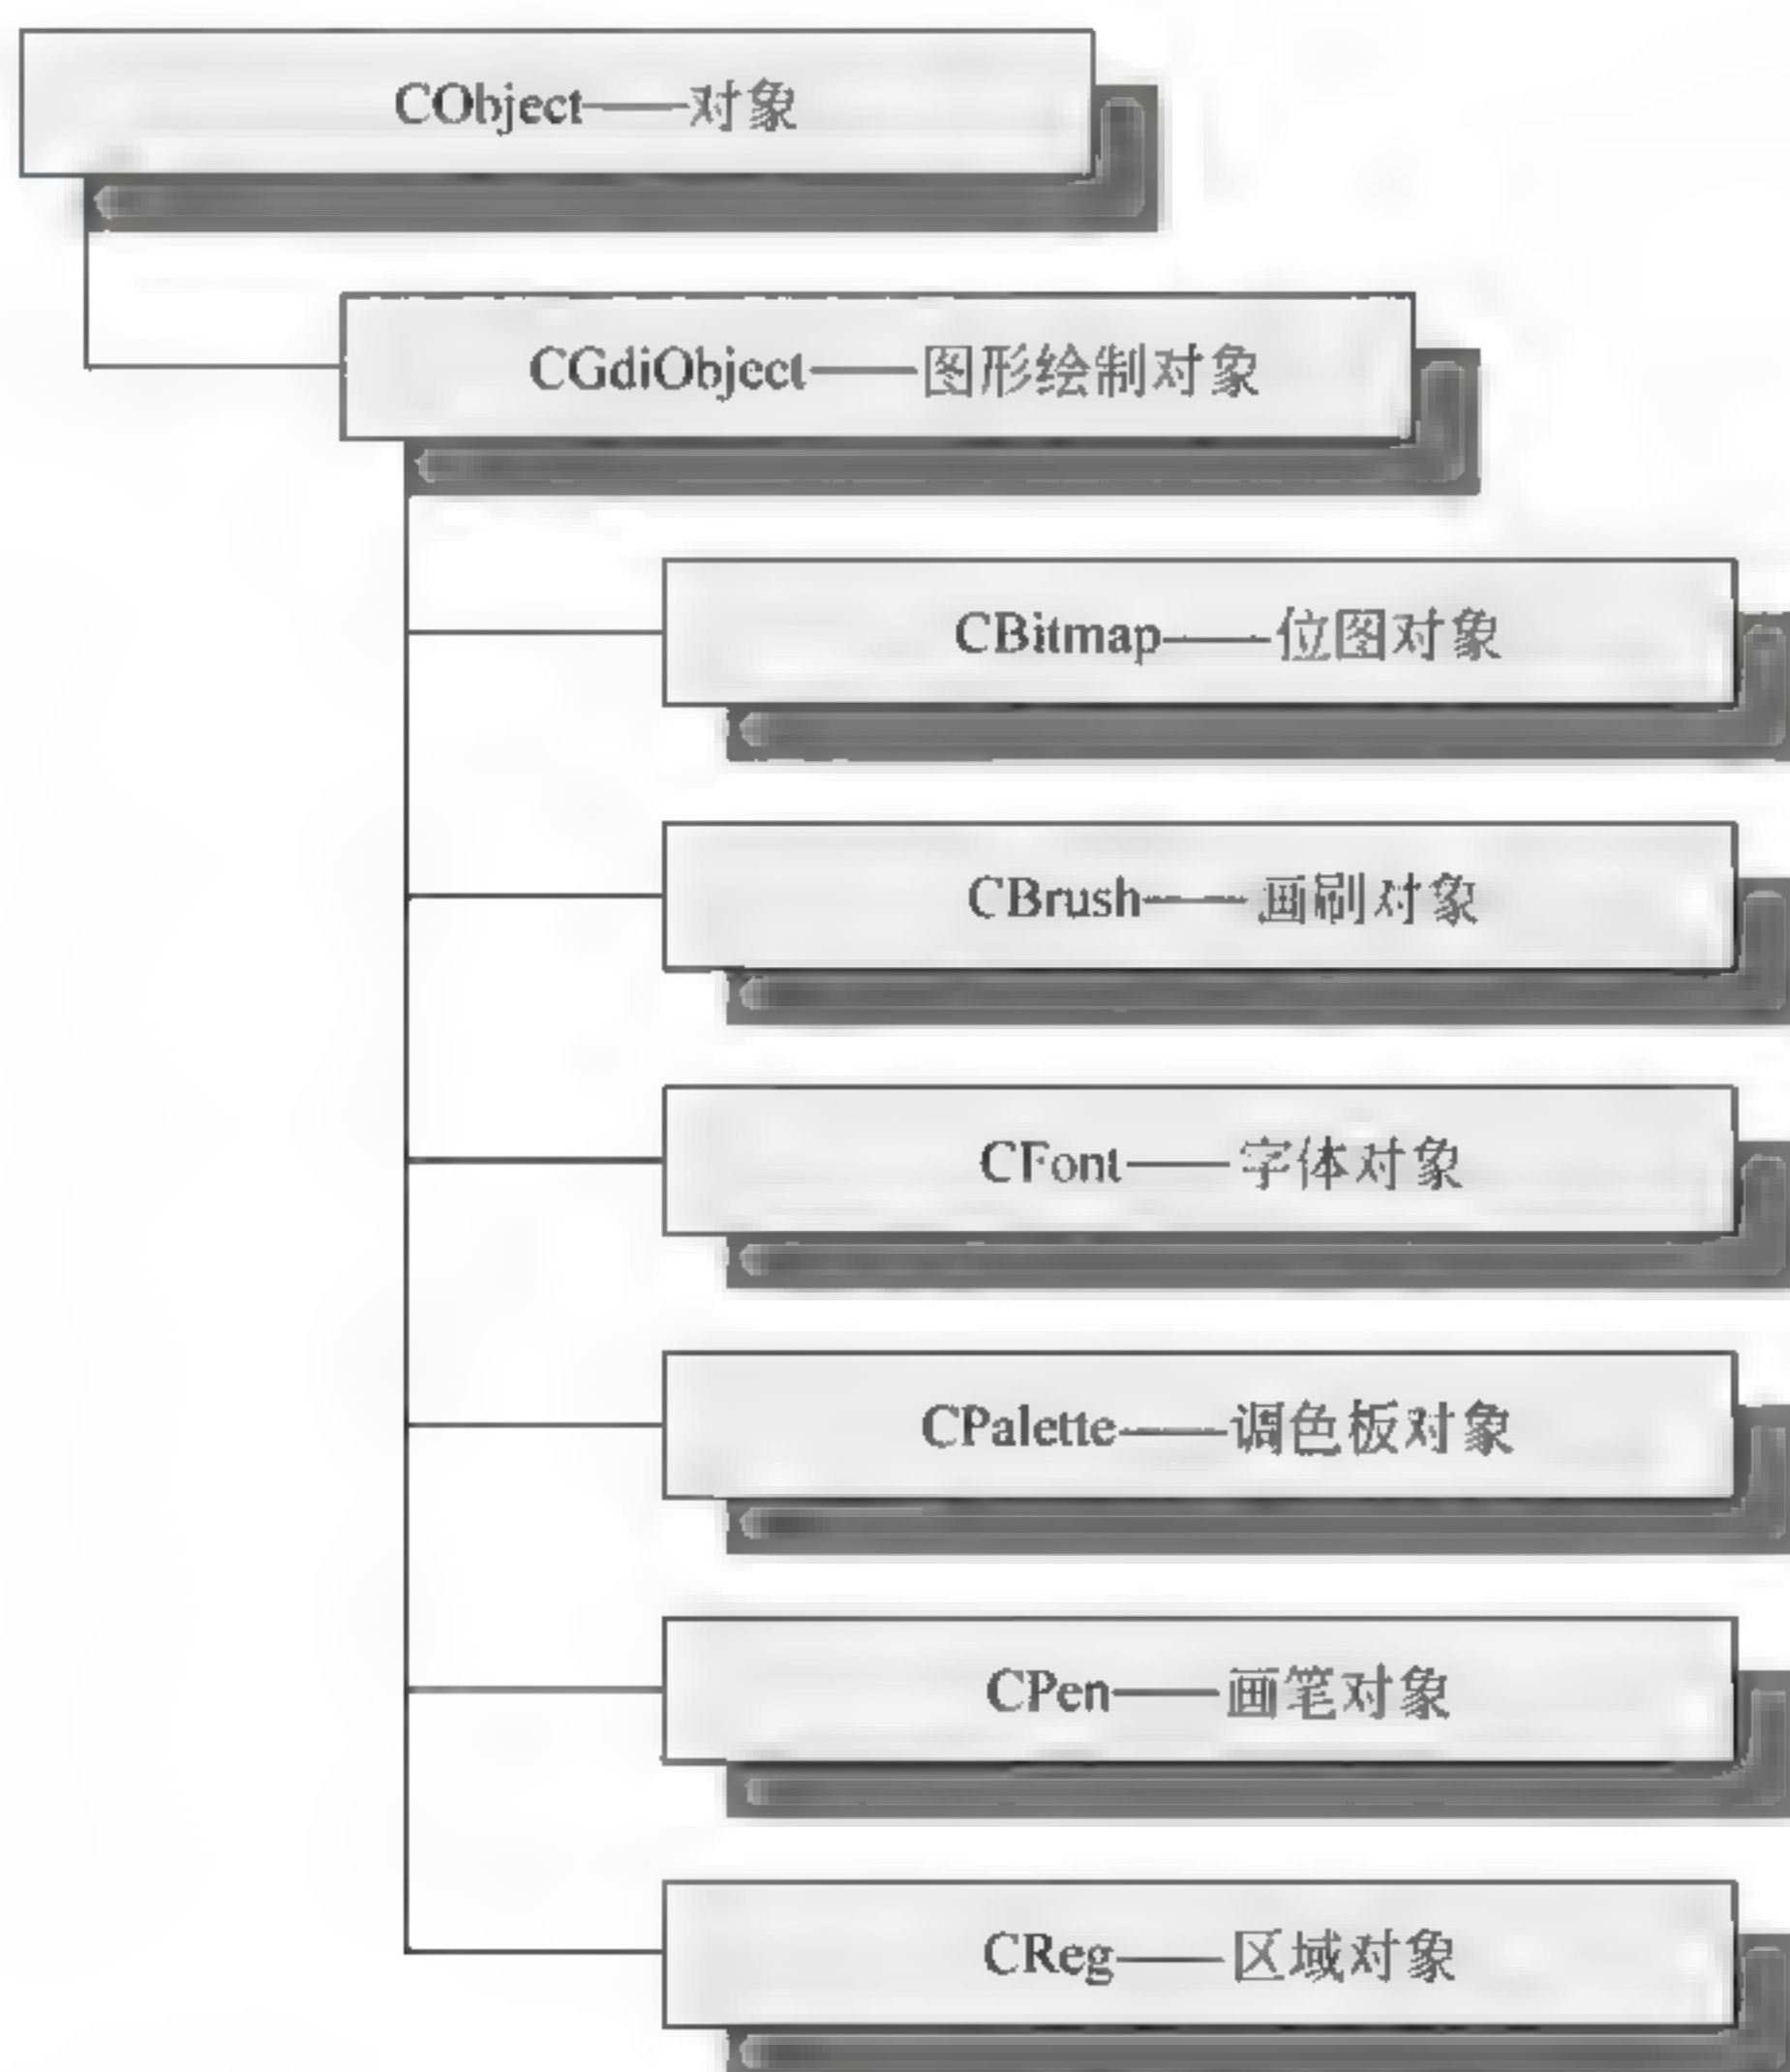 CObject——对象
CGdiObject——图形绘制对象
CBitmap——位图对象
CBrush——画刷对象
CFont——字体对象
CPalette——调色板对象
CPen——画笔对象
CReg——区域对象